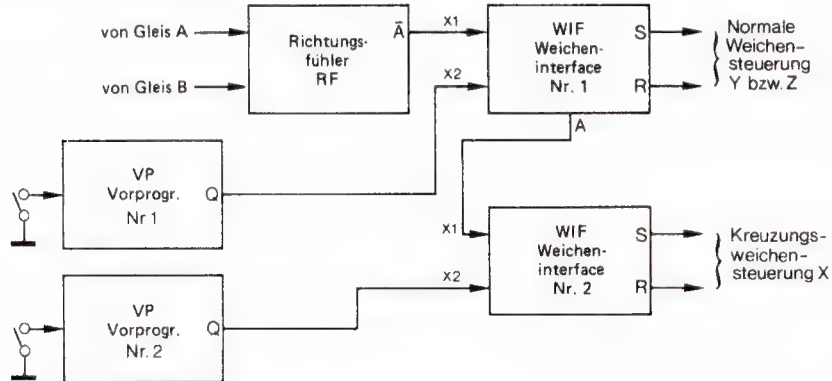 von Gleis A
von Gleis B
Richtungs-
fühler
RF
Ā
X1
X2
WIF
Weichen-
interface
Nr. 1
S
R
A
Normale
Weichen-
steuerung
Y bzw. Z
VP
Vorprogr.
Nr 1
Q
X1
X2
WIF
Weichen-
interface
Nr. 2
S
R
Kreuzungs-
weichen-
steuerung X
VP
Vorprogr.
Nr. 2
Q